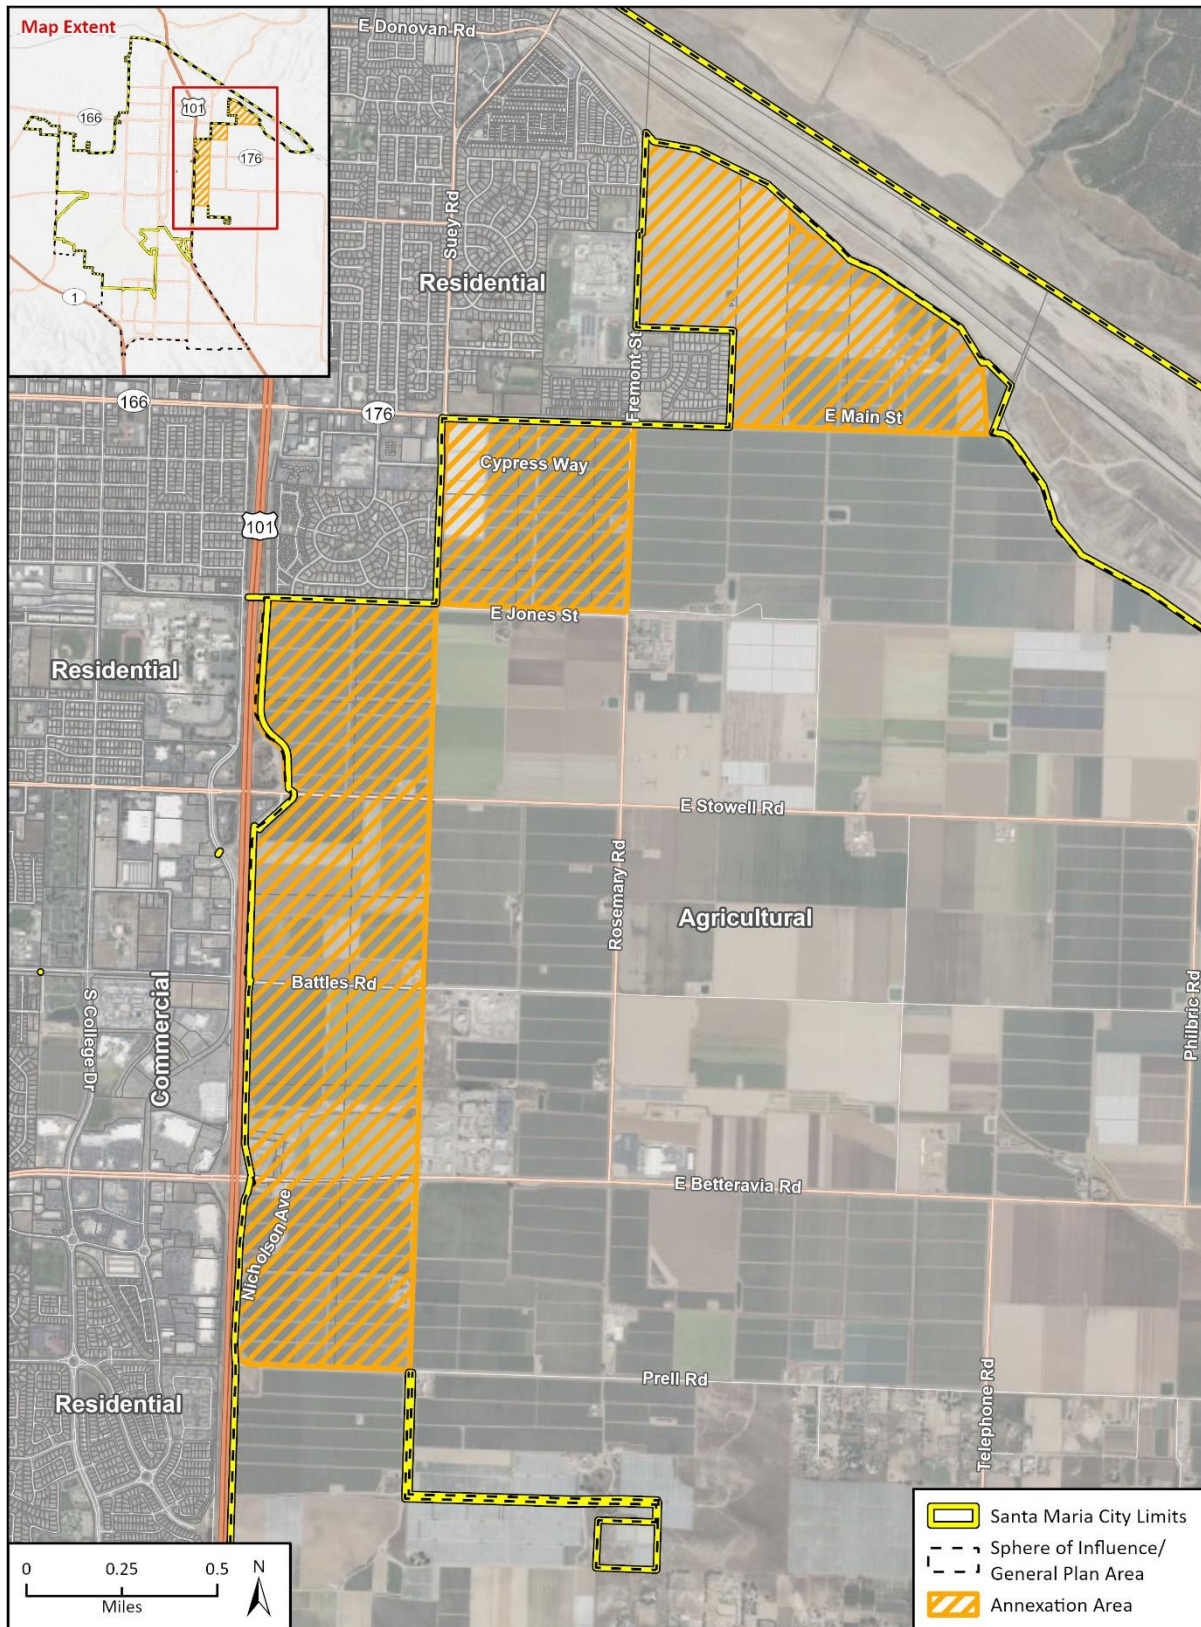 Map Extent
101
166
176
1
E Donovan Rd
Suey Rd
Residential
Fremont St
166
176
E Main St
Cypress Way
101
E Jones St
Residential
E Stowell Rd
Rosemary Rd
Agricultural
Battles Rd
S College Dr
Commercial
Philbric Rd
E Betteravia Rd
Nicholson Ave
Prell Rd
Residential
Telephone Rd
0 0.25 0.5
Miles
N
Santa Maria City Limits
Sphere of Influence/
General Plan Area
Annexation Area